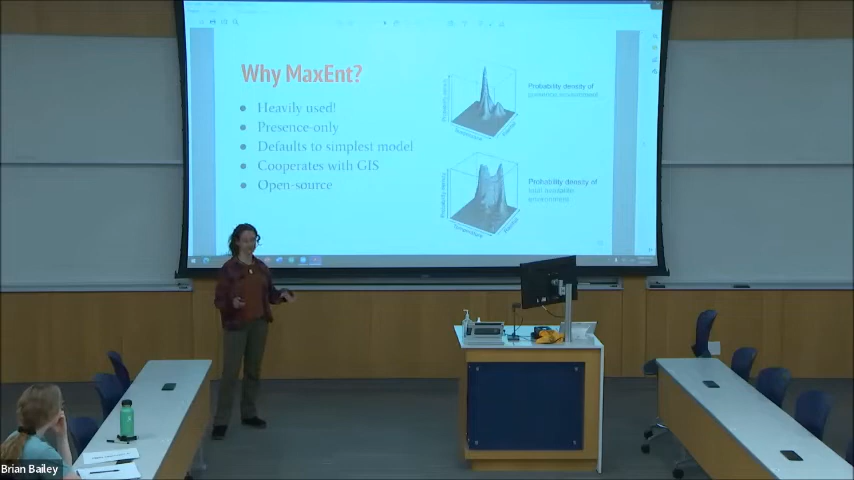 Why MaxEnt?
Heavily used!
Presence-only
Defaults to simplest model
Cooperates with GIS
Open-source
Probability density of
Probability density of
Brian Bailey